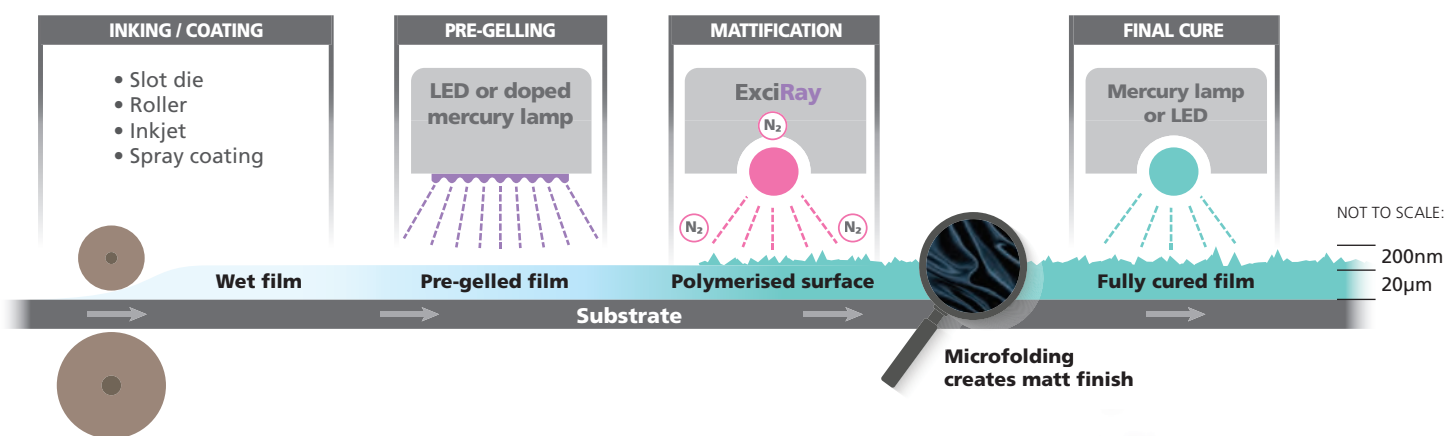 INKING / COATING
• Slot die
• Roller
• Inkjet
• Spray coating
PRE-GELLING
LED or doped
mercury lamp
MATTIFICATION
ExciRay
N₂
N₂
N₂
FINAL CURE
Mercury lamp
or LED
NOT TO SCALE:
200nm
20µm
Wet film
Pre-gelled film
Polymerised surface
Fully cured film
Substrate
Microfolding
creates matt finish